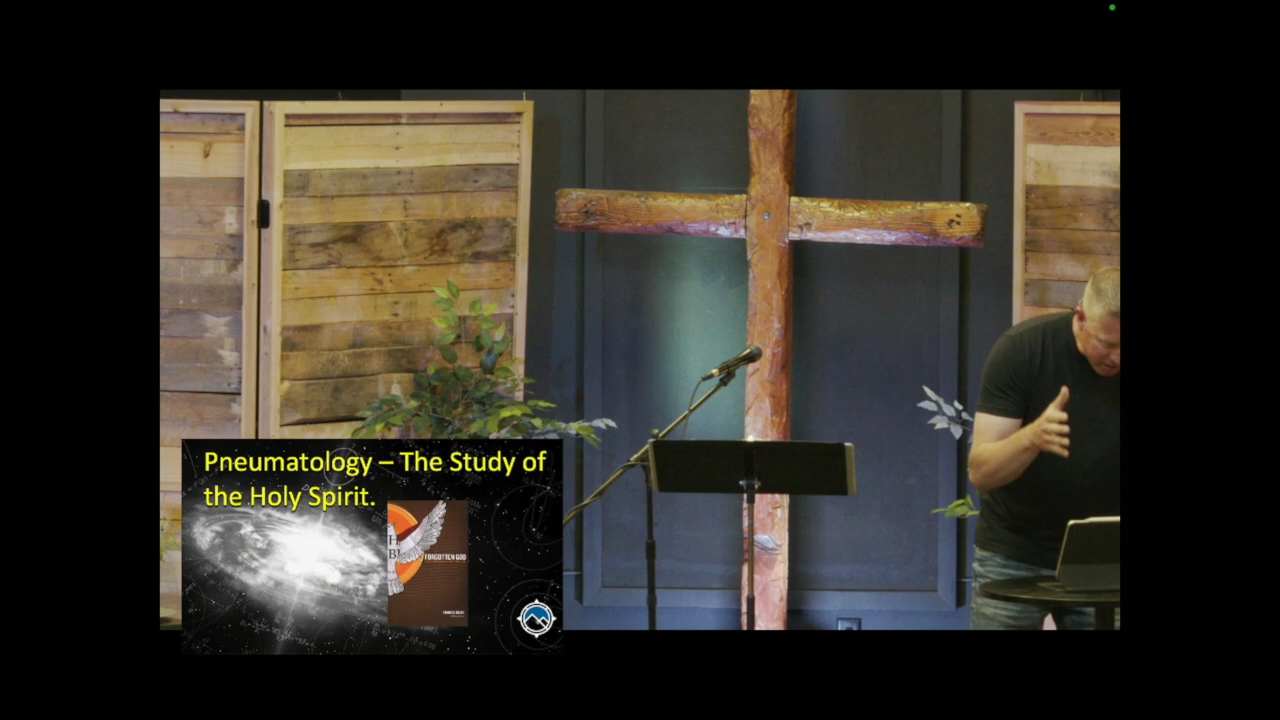 Pneumatology – The Study of
the Holy Spirit.
FORGOTTEN GOD